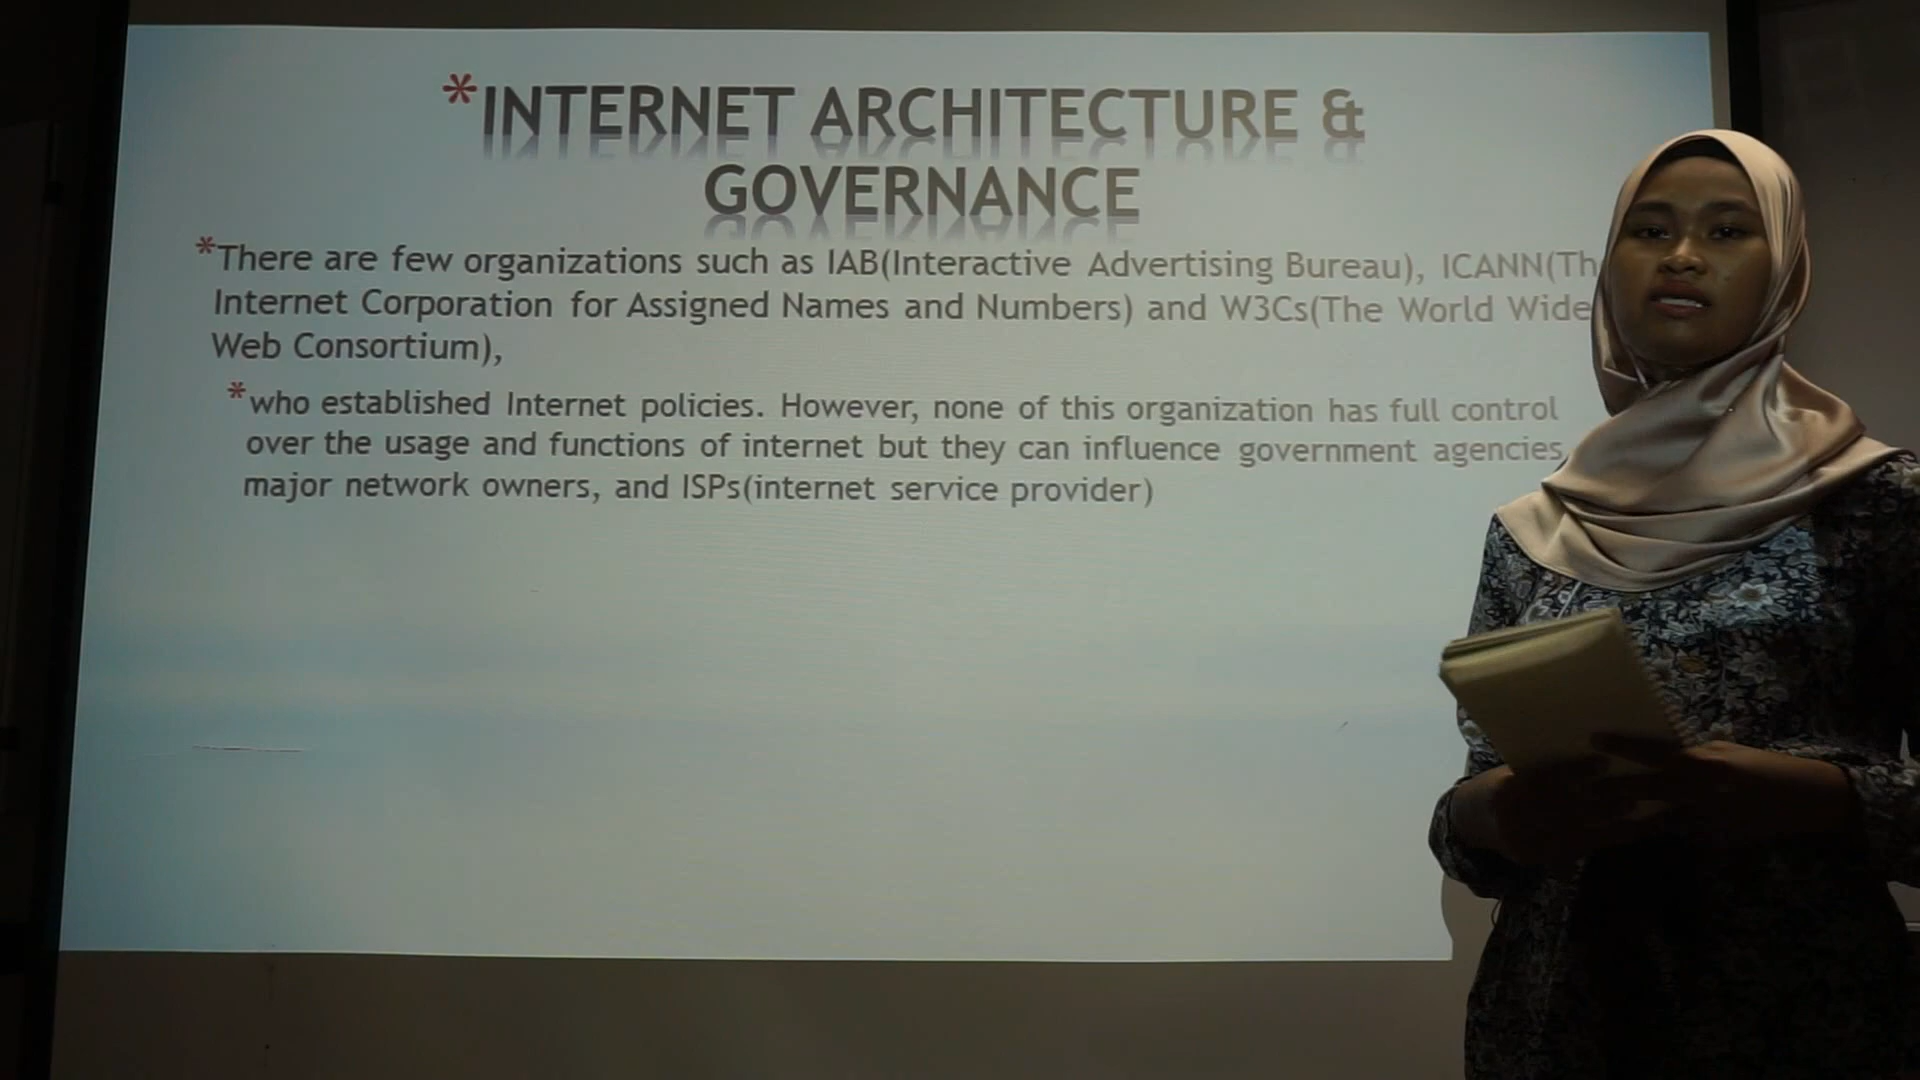 *INTERNET ARCHITECTURE &
GOVERNANCE
*There are few organizations such as IAB(Interactive Advertising Bureau), ICANN(Th
Internet Corporation for Assigned Names and Numbers) and W3Cs(The World Wide
Web Consortium),
*who established Internet policies. However, none of this organization has full control
over the usage and functions of internet but they can influence government agencies,
major network owners, and ISPs(internet service provider)